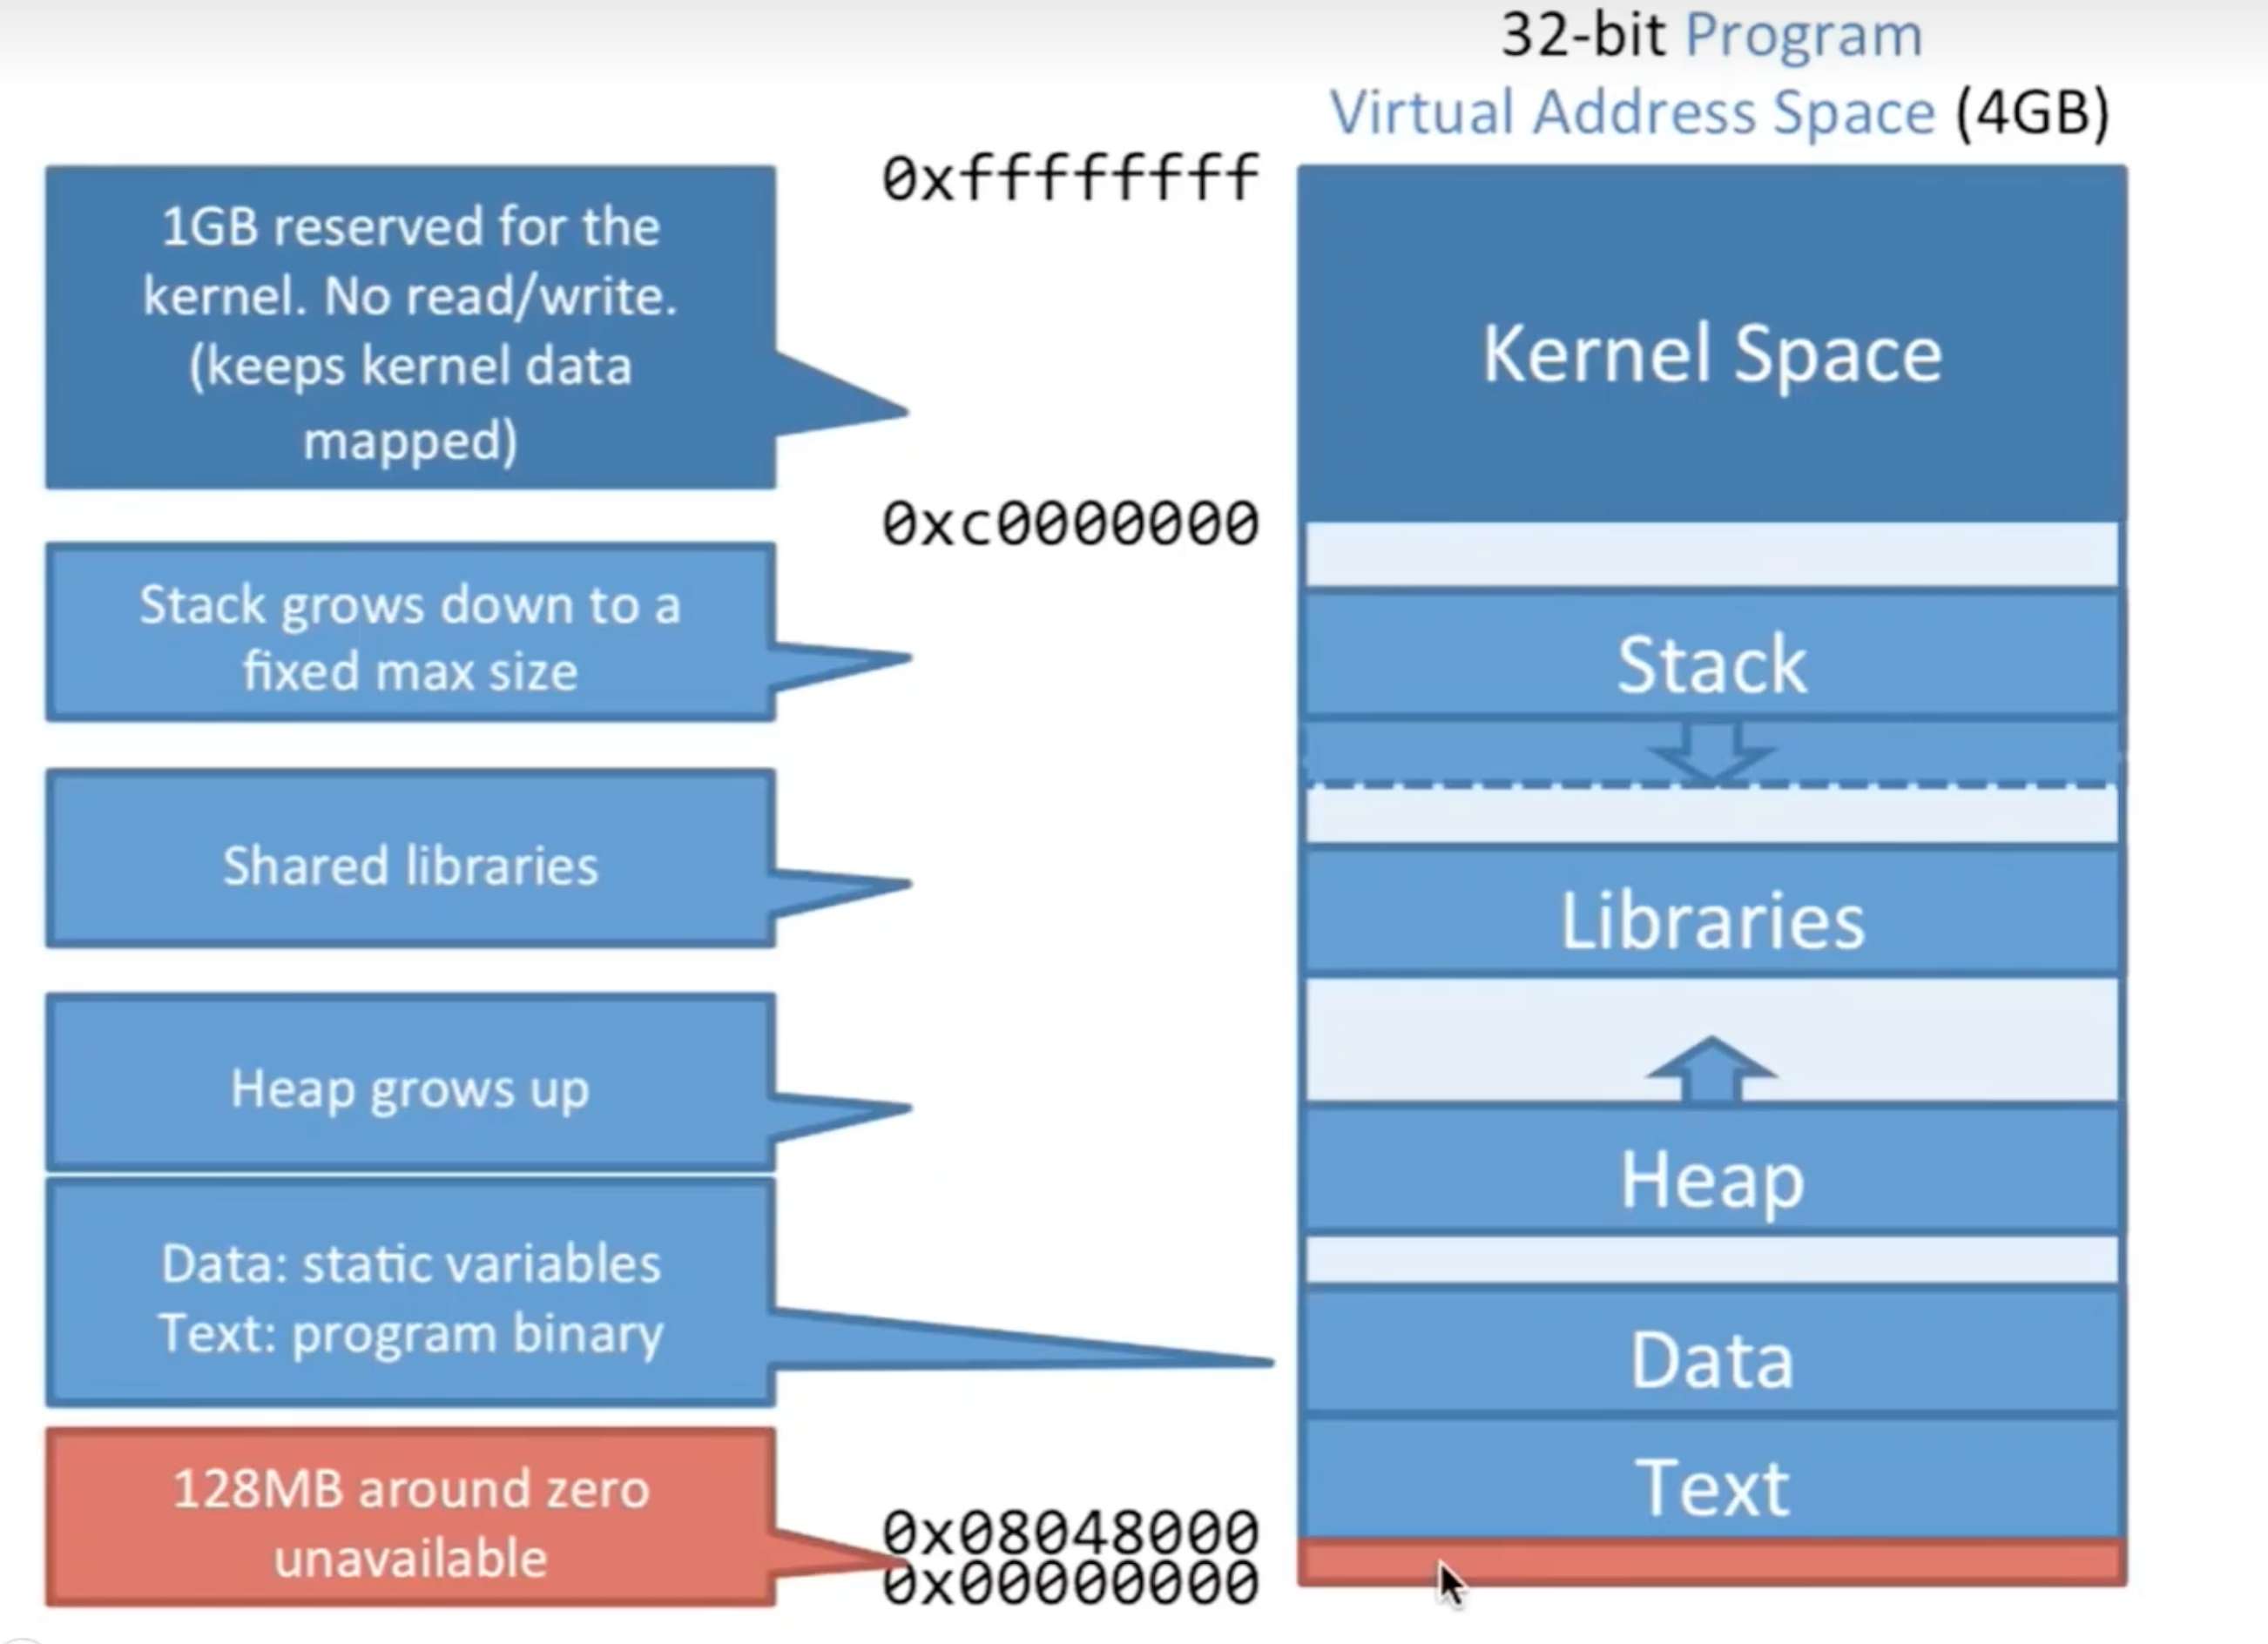 32-bit Program
Virtual Address Space (4GB)
1GB reserved for the
kernel. No read/write.
(keeps kernel data
mapped)
0xffffffff
Kernel Space
0xc0000000
Stack grows down to a
fixed max size
Stack
Shared libraries
Libraries
Heap grows up
Heap
Data: static variables
Text: program binary
Data
Text
128MB around zero
unavailable
0x08048000
0x00000000